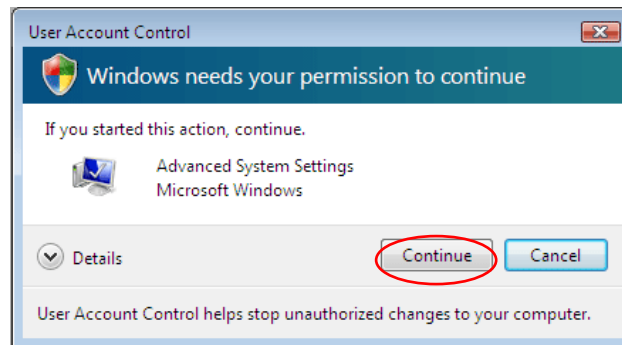 User Account Control
Windows needs your permission to continue
If you started this action, continue.
Advanced System Settings
Microsoft Windows
Details
Continue
Cancel
User Account Control helps stop unauthorized changes to your computer.